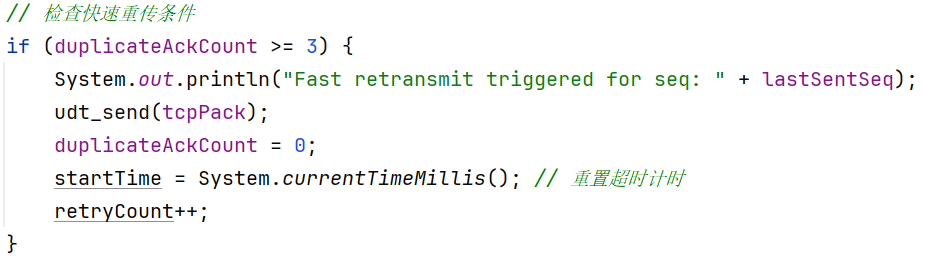 // 检查快速重传条件
if (duplicateAckCount >= 3) {
    System.out.println("Fast retransmit triggered for seq: " + lastSentSeq);
    udt_send(tcpPack);
    duplicateAckCount = 0;
    startTime = System.currentTimeMillis(); // 重置超时计时
    retryCount++;
}